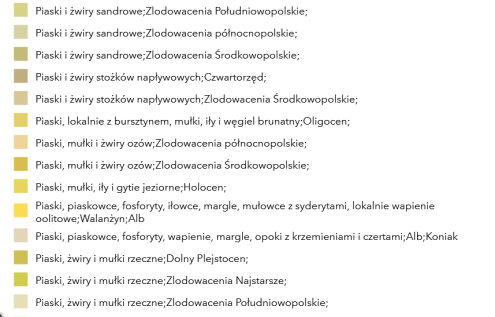 Piaski i żwiry sandrowe;Zlodowacenia Południowopolskie;
Piaski i żwiry sandrowe;Zlodowacenia północnopolskie;
Piaski i żwiry sandrowe;Zlodowacenia Środkowopolskie;
Piaski i żwiry stożków napływowych;Czwartorzęd;
Piaski i żwiry stożków napływowych;Zlodowacenia Środkowopolskie;
Piaski, lokalnie z bursztynem, mułki, iły i węgiel brunatny;Oligocen;
Piaski, mułki i żwiry ozów;Zlodowacenia północnopolskie;
Piaski, mułki i żwiry ozów;Zlodowacenia Środkowopolskie;
Piaski, mułki, iły i gytie jeziorne;Holocen;
Piaski, piaskowce, fosforyty, iłowce, margle, mułowce z syderytami, lokalnie wapienie
oolitowe;Walanżyn;Alb
Piaski, piaskowce, fosforyty, wapienie, margle, opoki z krzemieniami i czertami;Alb;Koniak
Piaski, żwiry i mułki rzeczne;Dolny Plejstocen;
Piaski, żwiry i mułki rzeczne;Zlodowacenia Najstarsze;
Piaski, żwiry i mułki rzeczne;Zlodowacenia Południowopolskie;